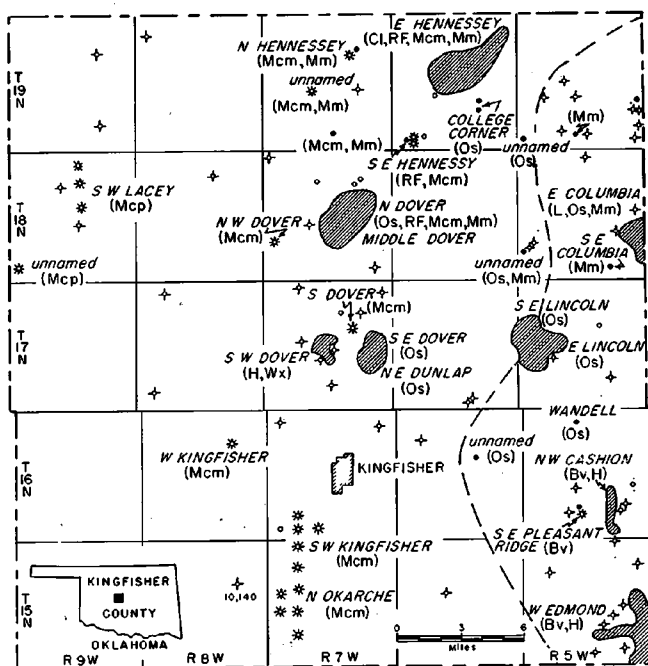 E HENNESSEY
(Cl,RF,Mcm,Mm)
N HENNESSEY
(Mcm, Mm)
unnamed
(Mcm,Mm)
T
19
N
COLLEGE
CORNER
(Os)
(Mm)
(Mcm, Mm)
unnamed
(Os)
S E HENNESSY
(RF, Mcm)
S W LACEY
(Mcp)
T
18
N
N W DOVER
(Mcm)
N DOVER
(Os,RF,Mcm,Mm)
MIDDLE DOVER
E COLUMBIA
(L,Os,Mm)
S E
COLUMBIA
(Mm)
unnamed
(Mcp)
unnamed
(Os,Mm)
S DOVER
(Mcm)
S E LINCOLN
(Os)
T
17
N
S W DOVER
(H,Wx)
S E DOVER
(Os)
N E DUNLAP
(Os)
E LINCOLN
(Os)
WANDELL
(Os)
unnamed
(Os)
W KINGFISHER
(Mcm)
KINGFISHER
NW CASHION
(Bv,H)
T
16
N
S E PLEASANT
RIDGE (Bv)
S W KINGFISHER
(Mcm)
KINGFISHER
COUNTY
OKLAHOMA
10,140
N OKARCHE
(Mcm)
T
15
N
W EDMOND
(Bv,H)
0 3 6
Miles
R 9 W R 8 W R 7 W R 5 W